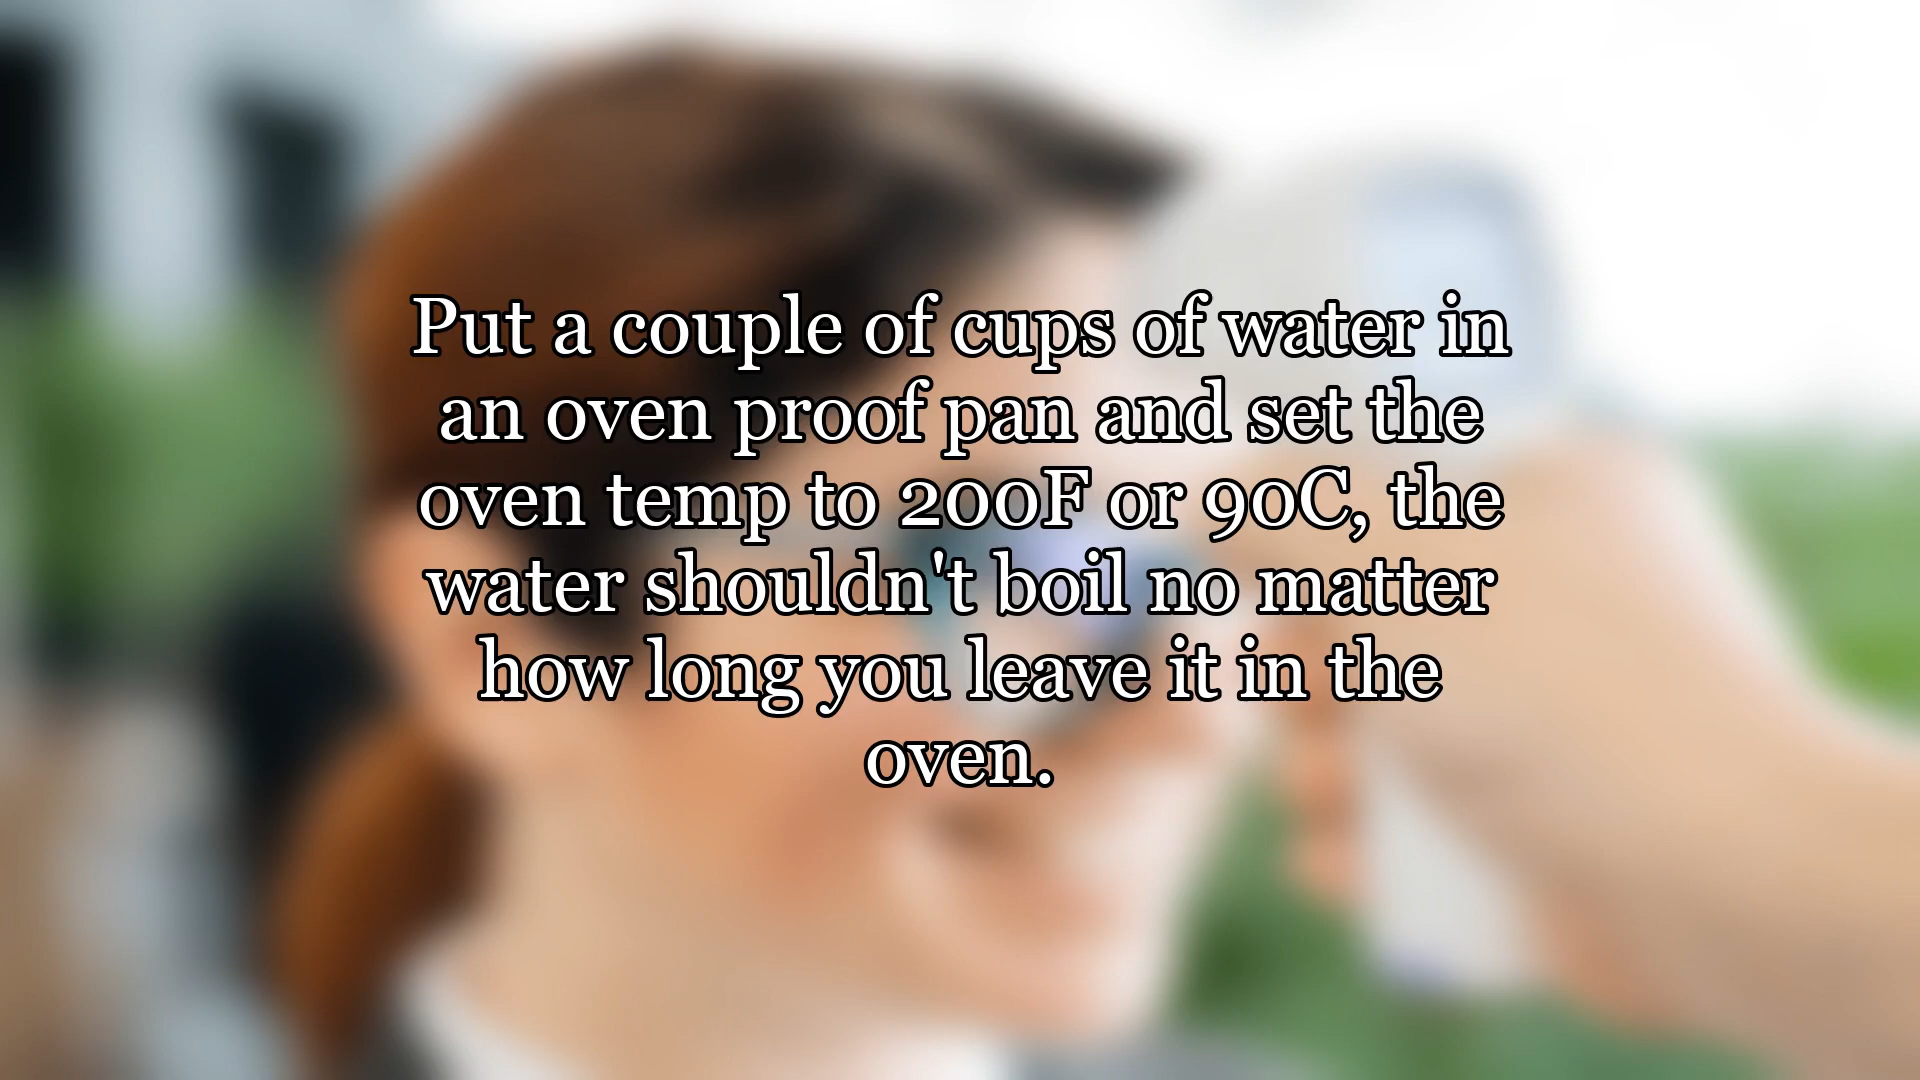 Put a couple of cups of water in
an oven proof pan and set the
oven temp to 200F or 90C, the
water shouldn't boil no matter
how long you leave it in the
oven.